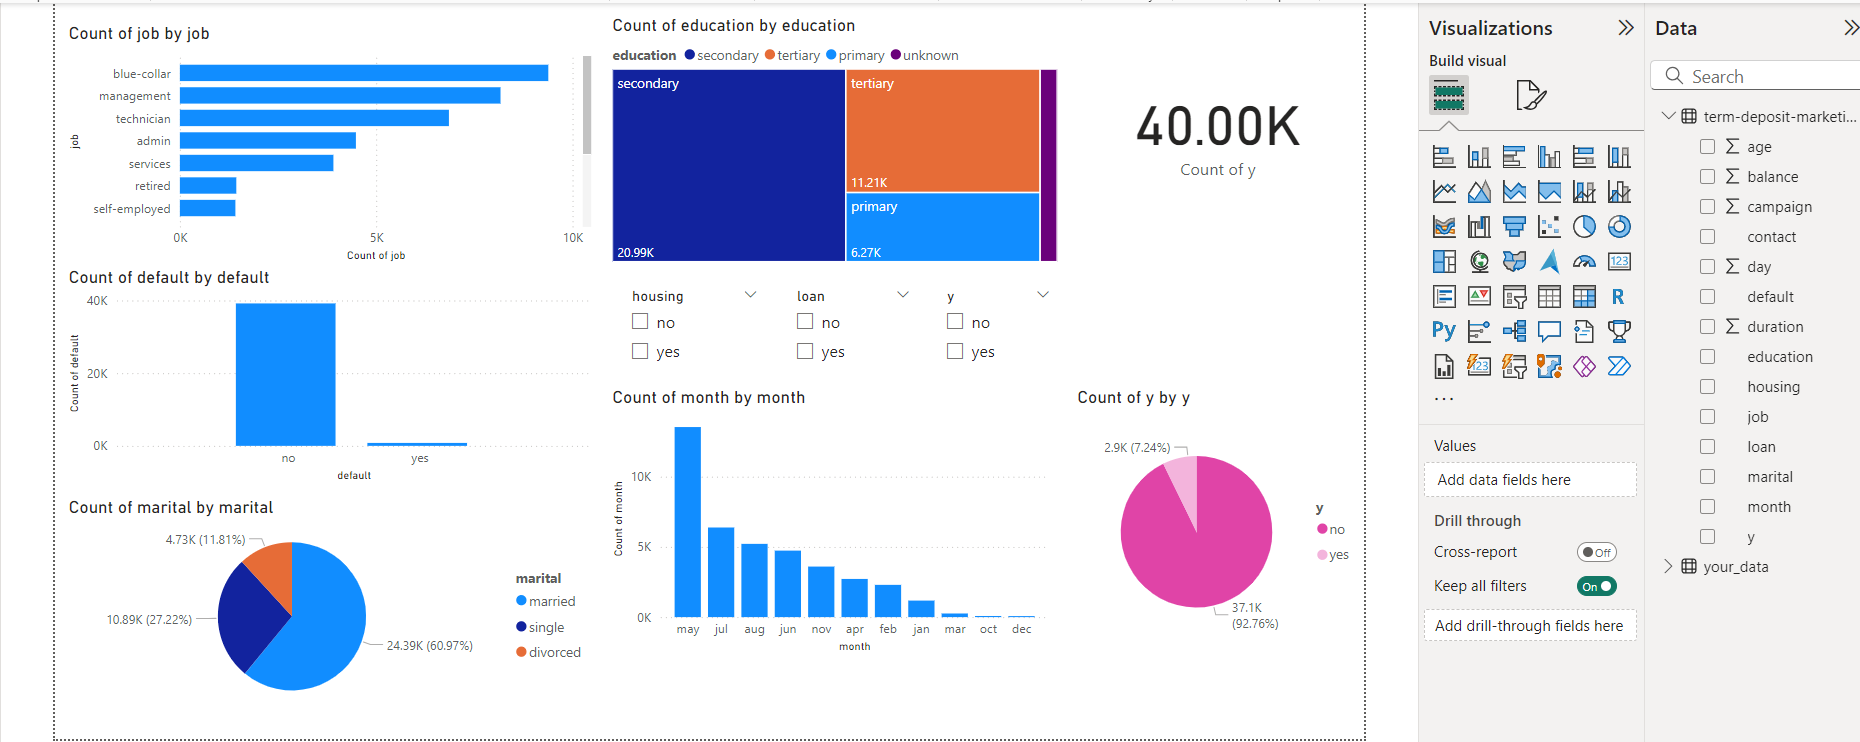 Count of job by job
job
blue-collar
management
technician
admin
services
retired
self-employed
0K 5K 10K
Count of job
Count of default by default
Count of default
40K
20K
0K
no yes
default
Count of marital by marital
4.73K (11.81%)
10.89K (27.22%)
24.39K (60.97%)
marital
married
single
divorced
Count of education by education
education secondary tertiary primary unknown
secondary
20.99K
tertiary
11.21K
primary
6.27K
40.00K
Count of y
housing
no
yes
loan
no
yes
y
no
yes
Count of month by month
Count of month
10K
5K
0K
may jul aug jun nov apr feb jan mar oct dec
month
Count of y by y
2.9K (7.24%)
37.1K
(92.76%)
y
no
yes
Visualizations
Build visual
123
R
Py
123
...
Values
Add data fields here
Drill through
Cross-report Off
Keep all filters On
Add drill-through fields here
Data
Search
term-deposit-marketi...
age
balance
campaign
contact
day
default
duration
education
housing
job
loan
marital
month
y
your_data